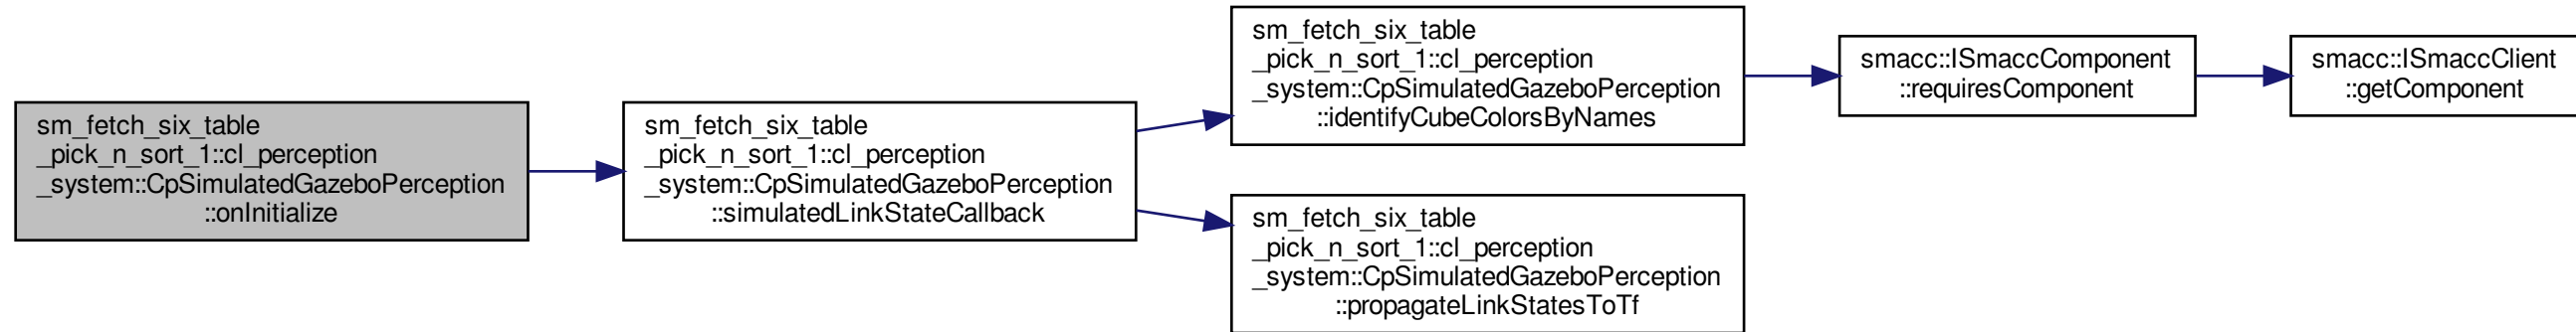 sm_fetch_six_table
_pick_n_sort_1::cl_perception
_system::CpSimulatedGazeboPerception
::onInitialize
sm_fetch_six_table
_pick_n_sort_1::cl_perception
_system::CpSimulatedGazeboPerception
::simulatedLinkStateCallback
sm_fetch_six_table
_pick_n_sort_1::cl_perception
_system::CpSimulatedGazeboPerception
::identifyCubeColorsByNames
smacc::ISmaccComponent
::requiresComponent
smacc::ISmaccClient
::getComponent
sm_fetch_six_table
_pick_n_sort_1::cl_perception
_system::CpSimulatedGazeboPerception
::propagateLinkStatesToTf